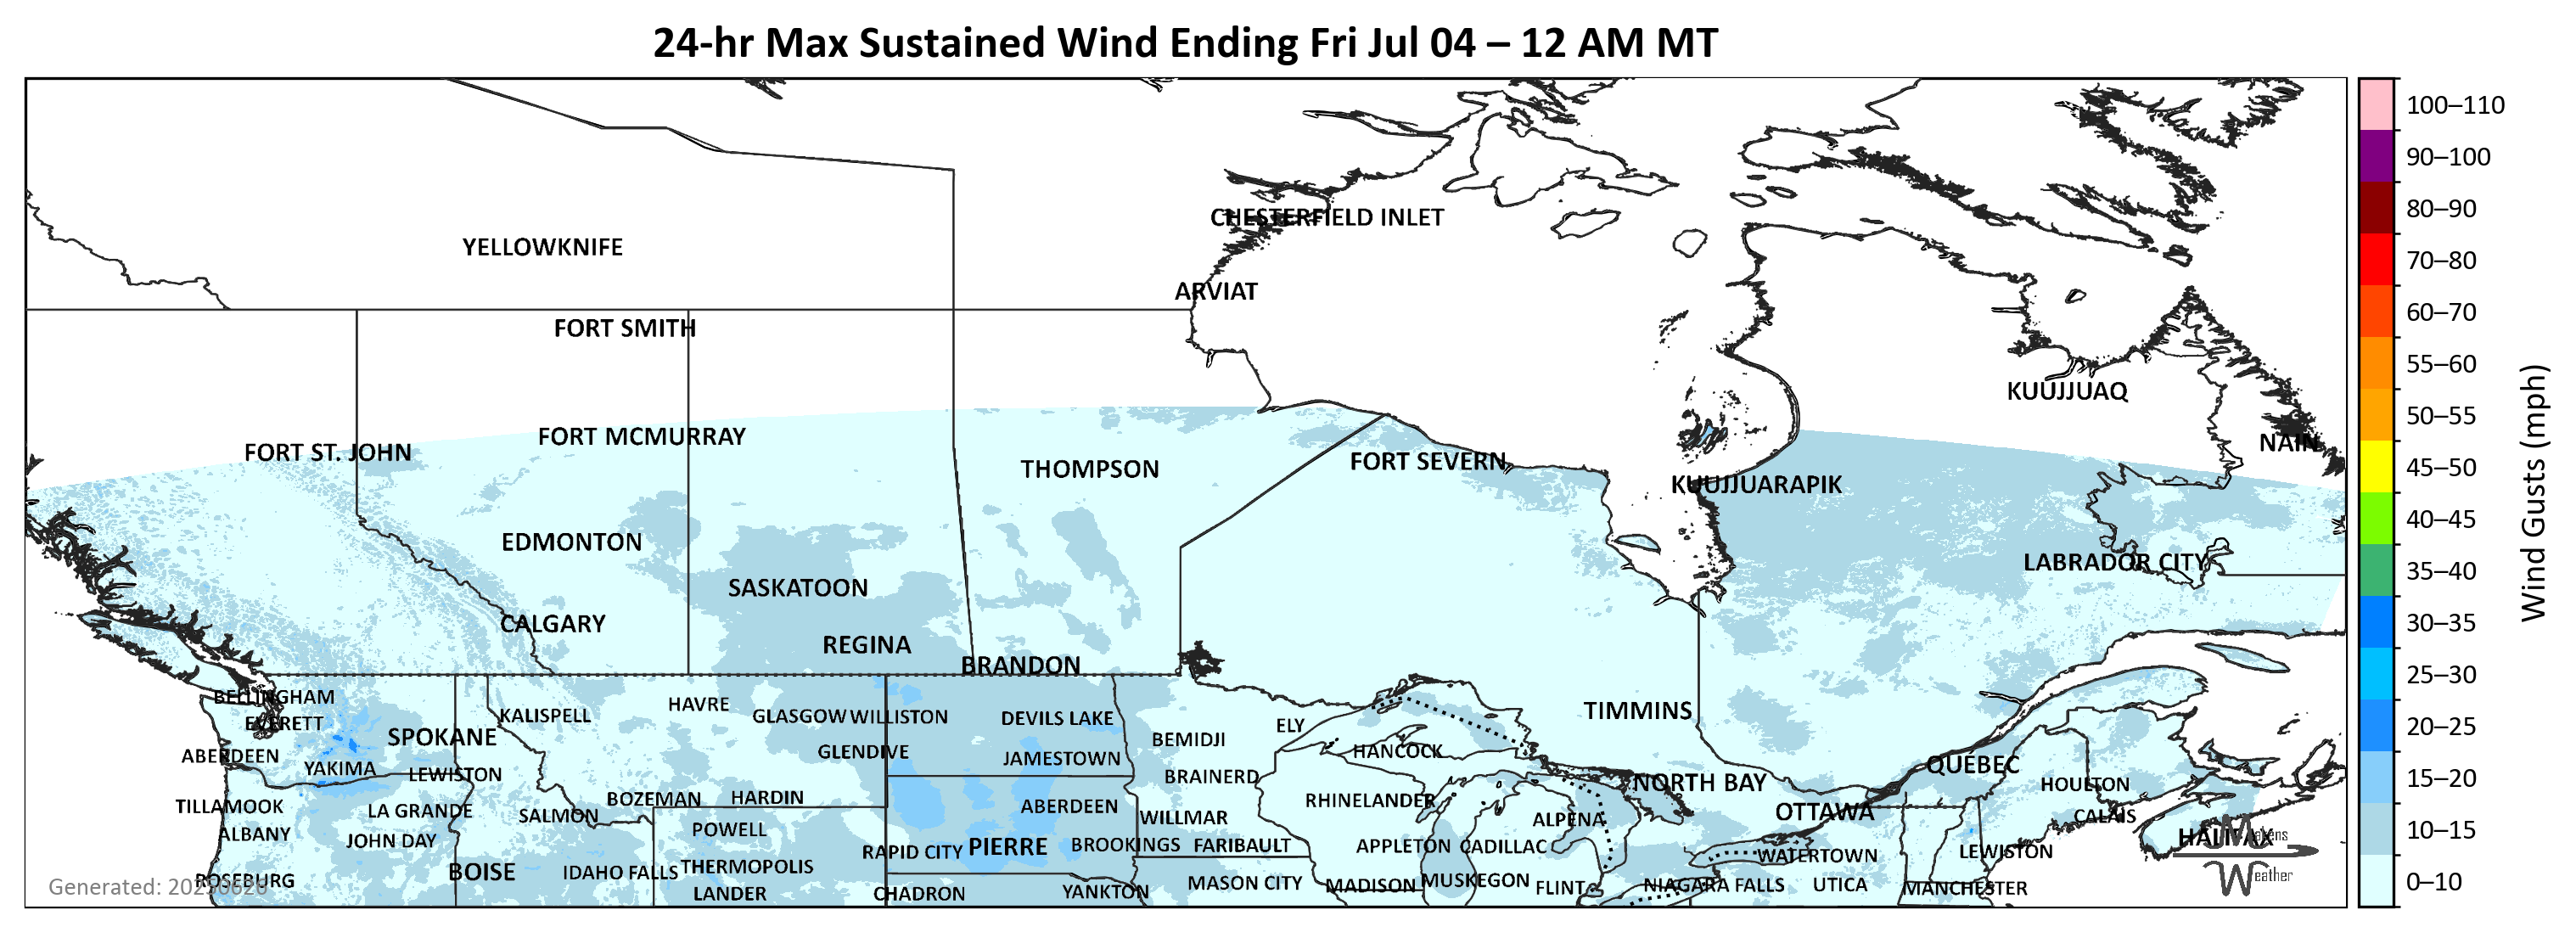 24-hr Max Sustained Wind Ending Fri Jul 04 – 12 AM MT
100–110
90–100
80–90
70–80
60–70
55–60
50–55
45–50
40–45
35–40
30–35
25–30
20–25
15–20
10–15
0–10
Wind Gusts (mph)
CHESTERFIELD INLET
YELLOWKNIFE
ARVIAT
FORT SMITH
KUUJJUAQ
FORT MCMURRAY
NAIN
FORT ST. JOHN
FORT SEVERN
THOMPSON
KUUJJUARAPIK
EDMONTON
LABRADOR CITY
SASKATOON
CALGARY
REGINA
BRANDON
BELLINGHAM
HAVRE
TIMMINS
KALISPELL
GLASGOW
WILLISTON
DEVILS LAKE
EVERETT
ELY
SPOKANE
BEMIDJI
GLENDIVE
HANCOCK
ABERDEEN
JAMESTOWN
QUÉBEC
YAKIMA
LEWISTON
BRAINERD
NORTH BAY
HOULTON
BOZEMAN
HARDIN
RHINELANDER
TILLAMOOK
LA GRANDE
ABERDEEN
OTTAWA
SALMON
WILLMAR
CALAIS
ALPENA
ALBANY
POWELL
HALIFAX
Makens
JOHN DAY
PIERRE
BROOKINGS
FARIBAULT
APPLETON
CADILLAC
RAPID CITY
LEWISTON
WATERTOWN
THERMOPOLIS
BOISE
IDAHO FALLS
Weather
ROSEBURG
MUSKEGON
MASON CITY
MADISON
FLINT
NIAGARA FALLS
UTICA
MANCHESTER
Generated: 20250626
LANDER
CHADRON
YANKTON